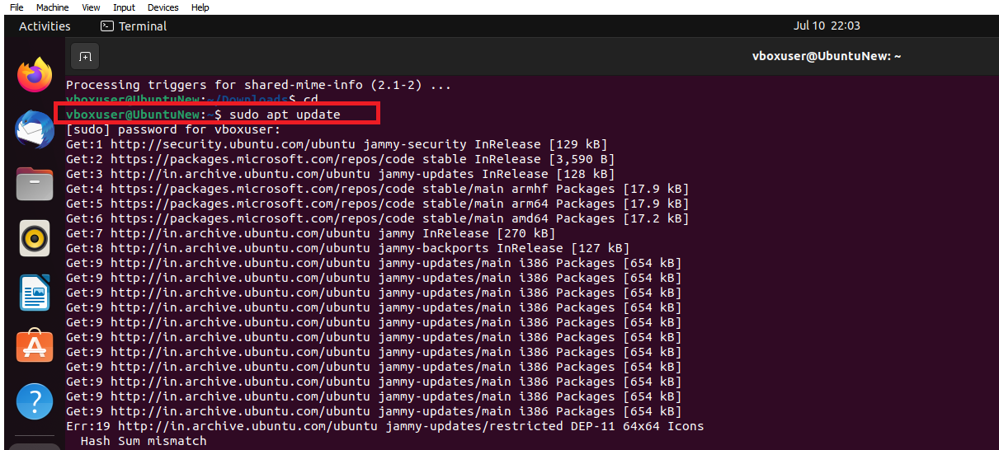 File Machine View Input Devices Help
Activities Terminal Jul 10 22:03
vboxuser@UbuntuNew: ~
Processing triggers for shared-mime-info (2.1-2) ...
vboxuser@UbuntuNew:~/Downloads$ cd
vboxuser@UbuntuNew:~$ sudo apt update
[sudo] password for vboxuser:
Get:1 http://security.ubuntu.com/ubuntu jammy-security InRelease [129 kB]
Get:2 https://packages.microsoft.com/repos/code stable InRelease [3,590 B]
Get:3 http://in.archive.ubuntu.com/ubuntu jammy-updates InRelease [128 kB]
Get:4 https://packages.microsoft.com/repos/code stable/main armhf Packages [17.9 kB]
Get:5 https://packages.microsoft.com/repos/code stable/main arm64 Packages [17.9 kB]
Get:6 https://packages.microsoft.com/repos/code stable/main amd64 Packages [17.2 kB]
Get:7 http://in.archive.ubuntu.com/ubuntu jammy InRelease [270 kB]
Get:8 http://in.archive.ubuntu.com/ubuntu jammy-backports InRelease [127 kB]
Get:9 http://in.archive.ubuntu.com/ubuntu jammy-updates/main i386 Packages [654 kB]
Get:9 http://in.archive.ubuntu.com/ubuntu jammy-updates/main i386 Packages [654 kB]
Get:9 http://in.archive.ubuntu.com/ubuntu jammy-updates/main i386 Packages [654 kB]
Get:9 http://in.archive.ubuntu.com/ubuntu jammy-updates/main i386 Packages [654 kB]
Get:9 http://in.archive.ubuntu.com/ubuntu jammy-updates/main i386 Packages [654 kB]
Get:9 http://in.archive.ubuntu.com/ubuntu jammy-updates/main i386 Packages [654 kB]
Get:9 http://in.archive.ubuntu.com/ubuntu jammy-updates/main i386 Packages [654 kB]
Get:9 http://in.archive.ubuntu.com/ubuntu jammy-updates/main i386 Packages [654 kB]
Get:9 http://in.archive.ubuntu.com/ubuntu jammy-updates/main i386 Packages [654 kB]
Get:9 http://in.archive.ubuntu.com/ubuntu jammy-updates/main i386 Packages [654 kB]
Get:9 http://in.archive.ubuntu.com/ubuntu jammy-updates/main i386 Packages [654 kB]
Err:19 http://in.archive.ubuntu.com/ubuntu jammy-updates/restricted DEP-11 64x64 Icons
Hash Sum mismatch